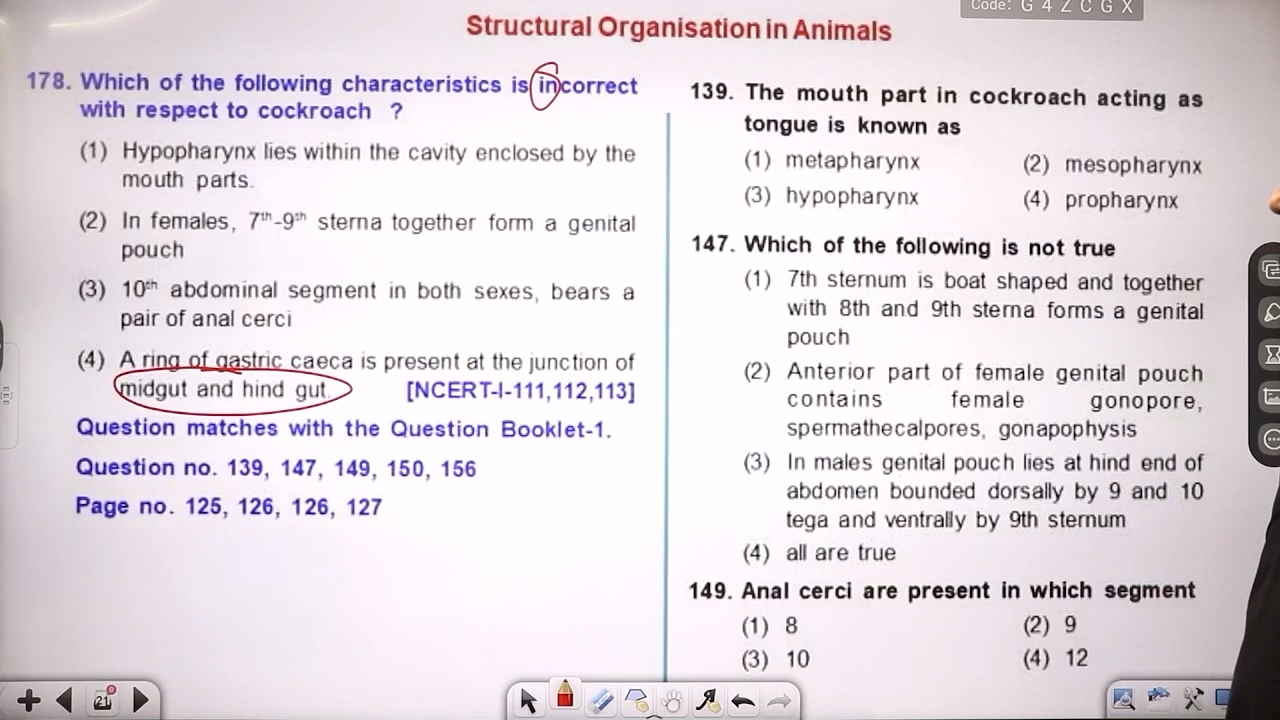 Code: G 4 Z C G X
Structural Organisation in Animals
178. Which of the following characteristics is incorrect
with respect to cockroach ?
(1) Hypopharynx lies within the cavity enclosed by the
mouth parts.
(2) In females, 7th-9th sterna together form a genital
pouch
(3) 10th abdominal segment in both sexes, bears a
pair of anal cerci
(4) A ring of gastric caeca is present at the junction of
midgut and hind gut. [NCERT-I-111,112,113]
Question matches with the Question Booklet-1.
Question no. 139, 147, 149, 150, 156
Page no. 125, 126, 126, 127
139. The mouth part in cockroach acting as
tongue is known as
(1) metapharynx (2) mesopharynx
(3) hypopharynx (4) propharynx
147. Which of the following is not true
(1) 7th sternum is boat shaped and together
with 8th and 9th sterna forms a genital
pouch
(2) Anterior part of female genital pouch
contains female gonopore,
spermathecalpores, gonapophysis
(3) In males genital pouch lies at hind end of
abdomen bounded dorsally by 9 and 10
tega and ventrally by 9th sternum
(4) all are true
149. Anal cerci are present in which segment
(1) 8 (2) 9
(3) 10 (4) 12
21